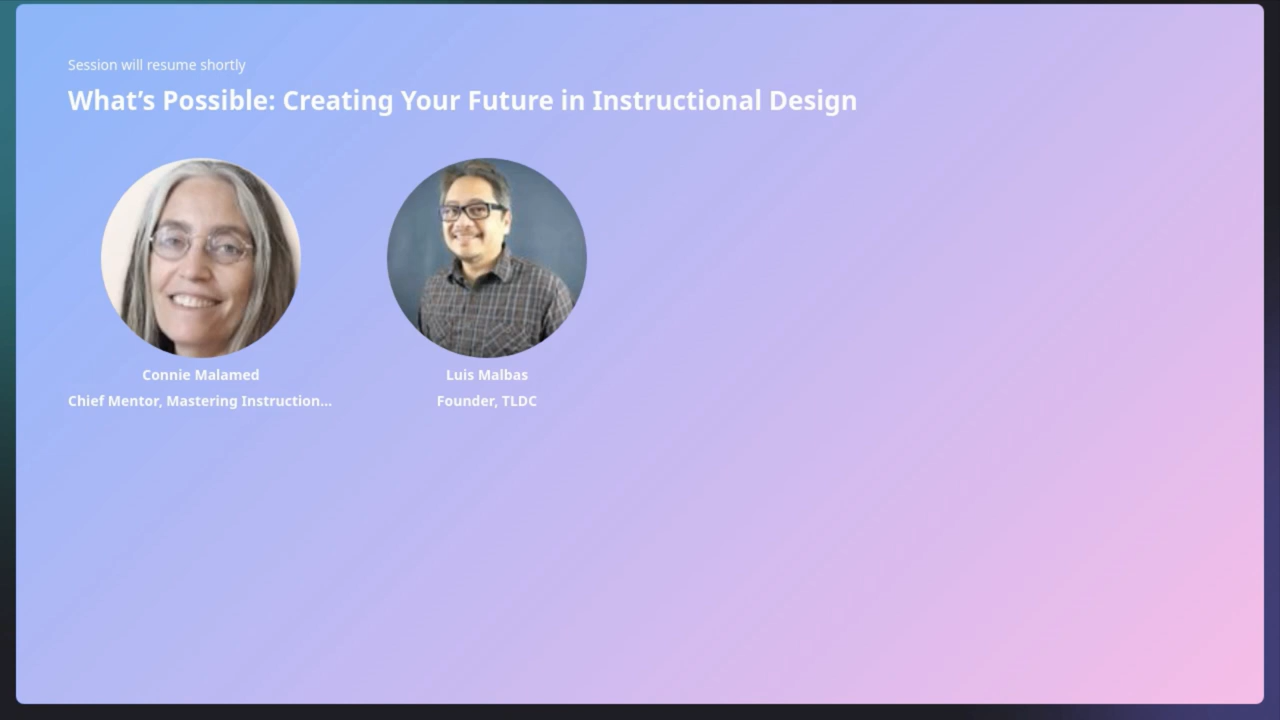 Session will resume shortly
What’s Possible: Creating Your Future in Instructional Design
Connie Malamed
Chief Mentor, Mastering Instruction...
Luis Malbas
Founder, TLDC